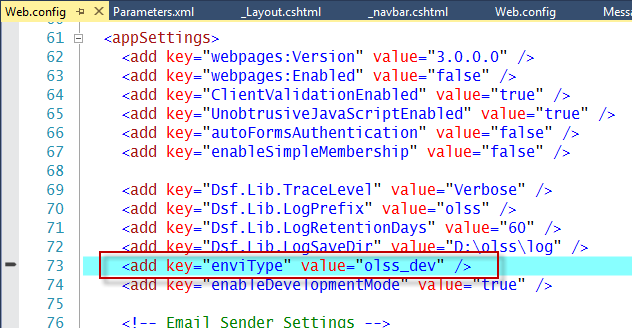 Web.config Parameters.xml _Layout.cshtml _navbar.cshtml Web.config Messa
61 <appSettings>
62 <add key="webpages:Version" value="3.0.0.0" />
63 <add key="webpages:Enabled" value="false" />
64 <add key="ClientValidationEnabled" value="true" />
65 <add key="UnobtrusiveJavaScriptEnabled" value="true" />
66 <add key="autoFormsAuthentication" value="false" />
67 <add key="enableSimpleMembership" value="false" />
68
69 <add key="Dsf.Lib.TraceLevel" value="Verbose" />
70 <add key="Dsf.Lib.LogPrefix" value="olss" />
71 <add key="Dsf.Lib.LogRetentionDays" value="60" />
72 <add key="Dsf.Lib.LogSaveDir" value="D:\olss\log" />
73 <add key="enviType" value="olss_dev" />
74 <add key="enableDevelopmentMode" value="true" />
75
76 <!-- Email Sender Settings -->